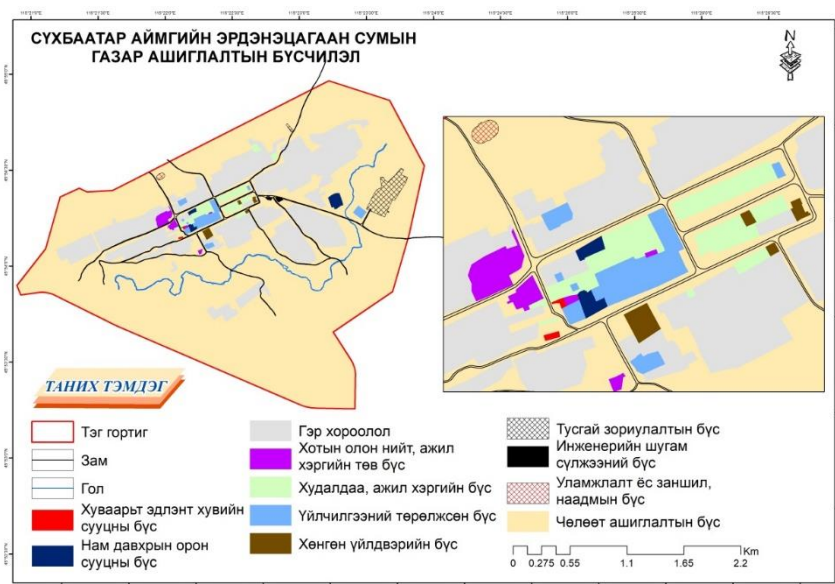 СҮХБААТАР АЙМГИЙН ЭРДЭНЭЦАГААН СУМЫН
ГАЗАР АШИГЛАЛТЫН БҮСЧИЛЭЛ
N
ТАНИХ ТЭМДЭГ
Тэг гортиг
Зам
Гол
Хуваарьт эдлэнт хувийн
сууцны бүс
Нам давхрын орон
сууцны бүс
Гэр хороолол
Хотын олон нийт, ажил
хэргийн төв бүс
Худалдаа, ажил хэргийн бүс
Үйлчилгээний төрөлжсөн бүс
Хөнгөн үйлдвэрийн бүс
Тусгай зориулалтын бүс
Инженерийн шугам
сүлжээний бүс
Уламжлалт ёс заншил,
наадмын бүс
Чөлөөт ашиглалтын бүс
Km
0 0.275 0.55 1.1 1.65 2.2